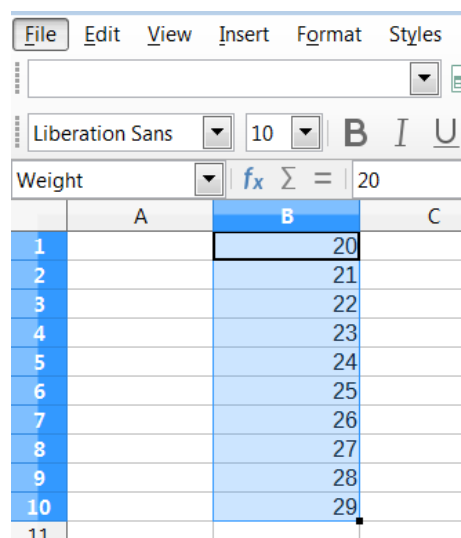 File Edit View Insert Format Styles
Liberation Sans 10 B I U
Weight fx Σ = 20
A B C
1 20
2 21
3 22
4 23
5 24
6 25
7 26
8 27
9 28
10 29
11